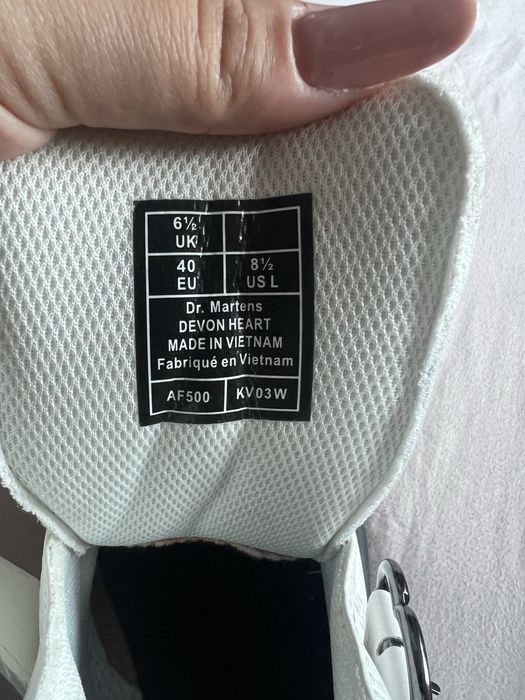 6½
UK
40
EU
8½
US L
Dr. Martens
DEVON HEART
MADE IN VIETNAM
Fabriqué en Vietnam
AF500
KV03W